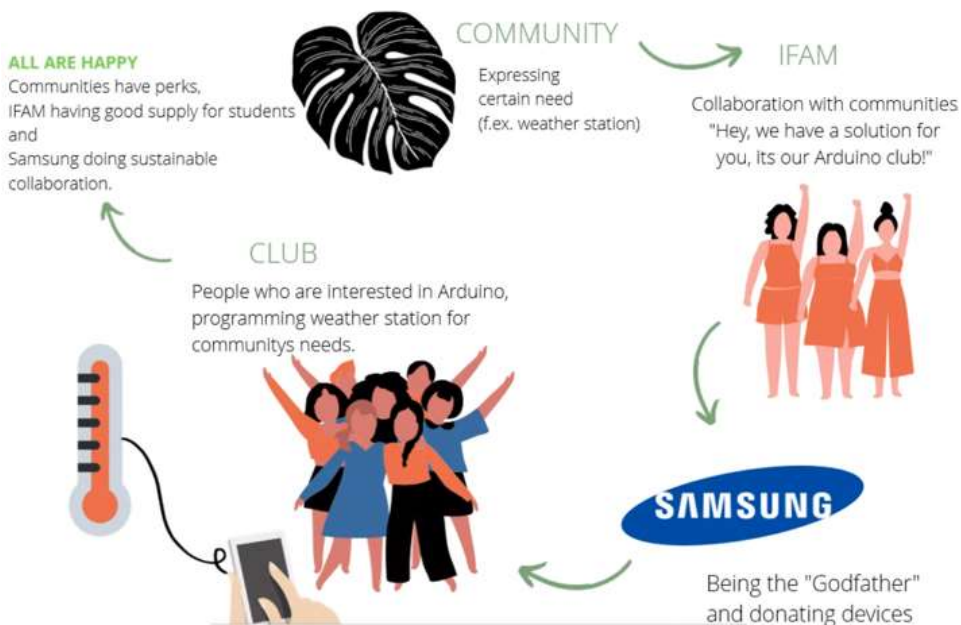 COMMUNITY
Expressing
certain need
(f.ex. weather station)
IFAM
Collaboration with communities
"Hey, we have a solution for
you, its our Arduino club!"
SAMSUNG
Being the "Godfather"
and donating devices
CLUB
People who are interested in Arduino,
programming weather station for
communitys needs.
ALL ARE HAPPY
Communities have perks,
IFAM having good supply for students
and
Samsung doing sustainable
collaboration.